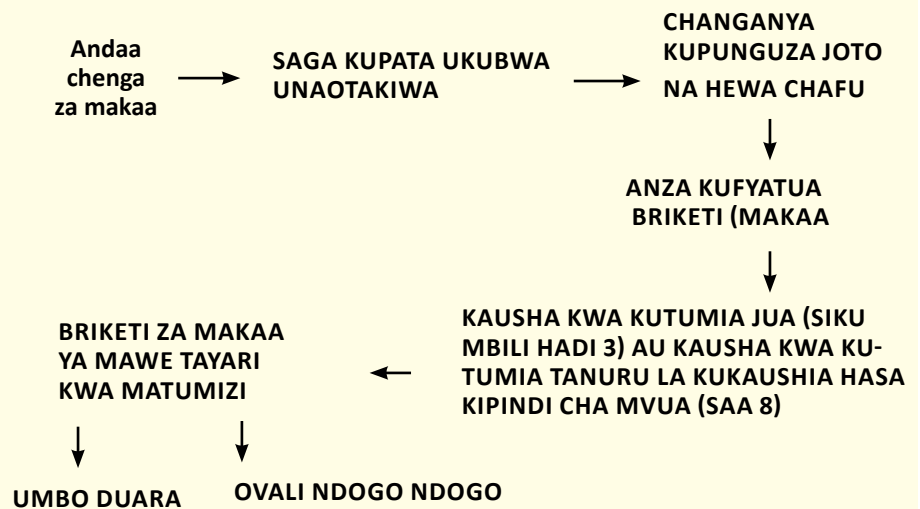 Andaa
chenga
za makaa
SAGA KUPATA UKUBWA
UNAOTAKIWA
CHANGANYA
KUPUNGUZA JOTO
NA HEWA CHAFU
ANZA KUFYATUA
BRIKETI (MAKAA
KAUSHA KWA KUTUMIA JUA (SIKU
MBILI HADI 3) AU KAUSHA KWA KU-
TUMIA TANURU LA KUKAUSHIA HASA
KIPINDI CHA MVUA (SAA 8)
BRIKETI ZA MAKAA
YA MAWE TAYARI
KWA MATUMIZI
UMBO DUARA
OVALI NDOGO NDOGO